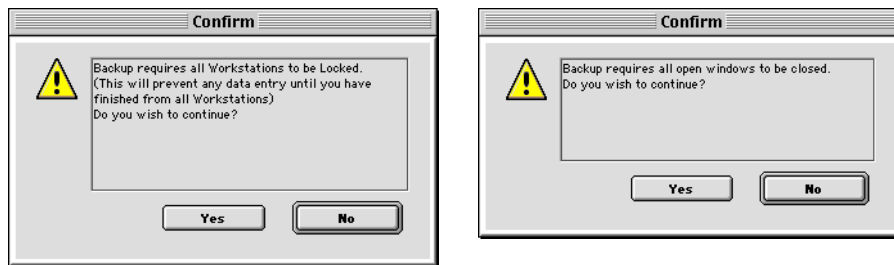 Confirm
Backup requires all Workstations to be Locked.
(This will prevent any data entry until you have
finished from all Workstations)
Do you wish to continue?
Yes
No
Confirm
Backup requires all open windows to be closed.
Do you wish to continue?
Yes
No